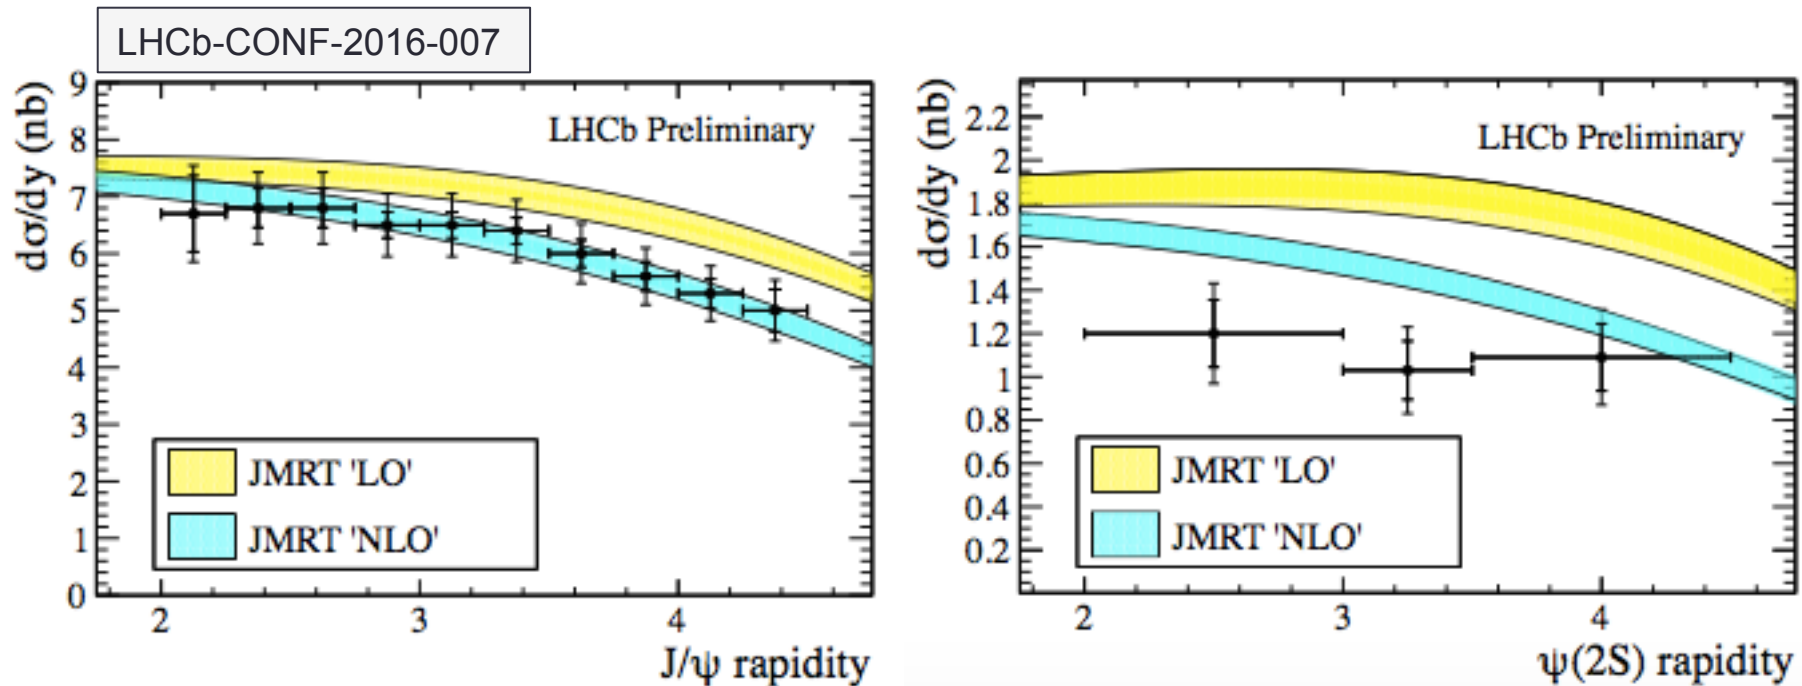 LHCb-CONF-2016-007
dσ/dy (nb)
9
8
7
6
5
4
3
2
1
0
LHCb Preliminary
JMRT 'LO'
JMRT 'NLO'
2
3
4
J/ψ rapidity
dσ/dy (nb)
2.2
2
1.8
1.6
1.4
1.2
1
0.8
0.6
0.4
0.2
LHCb Preliminary
JMRT 'LO'
JMRT 'NLO'
2
3
4
ψ(2S) rapidity